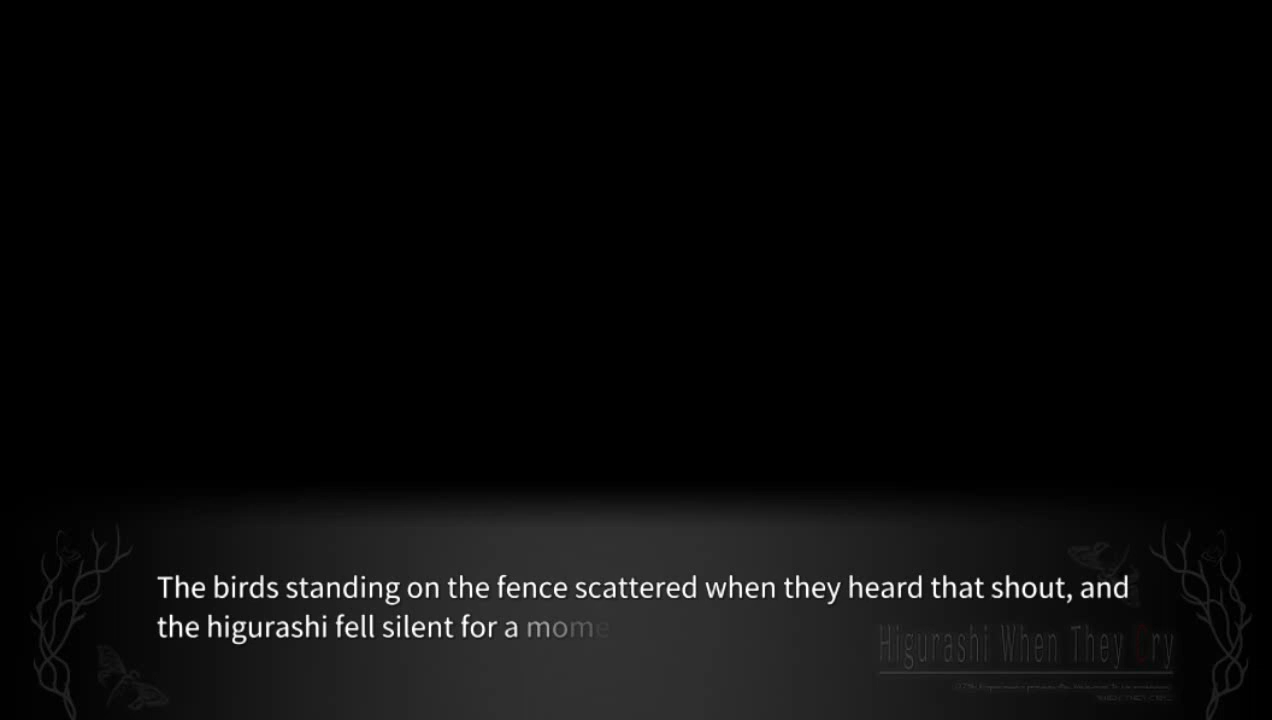 The birds standing on the fence scattered when they heard that shout, and
the higurashi fell silent for a mome
Higurashi When They Cry